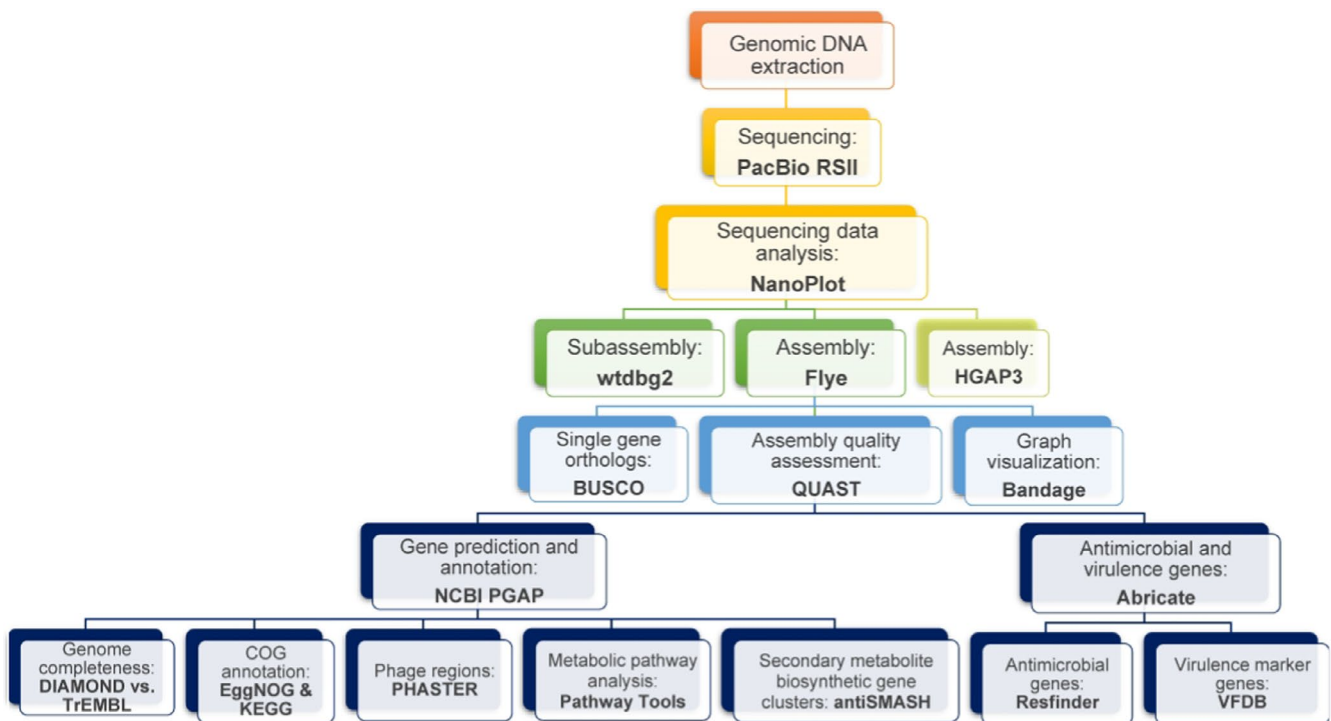 Genomic DNA
extraction
Sequencing:
PacBio RSII
Sequencing data
analysis:
NanoPlot
Subassembly:
wtdbg2
Assembly:
Flye
Assembly:
HGAP3
Single gene
orthologs:
BUSCO
Assembly quality
assessment:
QUAST
Graph
visualization:
Bandage
Gene prediction and
annotation:
NCBI PGAP
Antimicrobial and
virulence genes:
Abricate
Genome
completeness:
DIAMOND vs.
TrEMBL
COG
annotation:
EggNOG &
KEGG
Phage regions:
PHASTER
Metabolic pathway
analysis:
Pathway Tools
Secondary metabolite
biosynthetic gene
clusters: antiSMASH
Antimicrobial
genes:
Resfinder
Virulence marker
genes:
VFDB